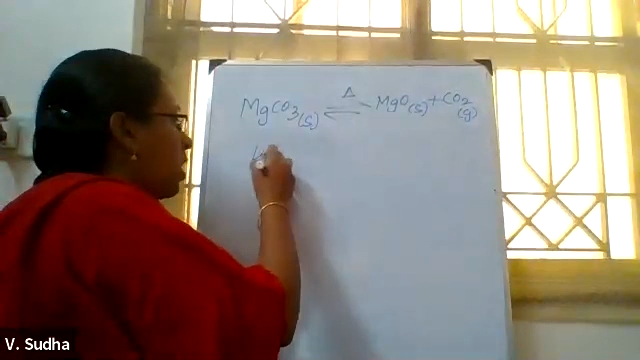 Δ
MgCO₃(s) ⇌ MgO(s) + CO₂(g)
V. Sudha